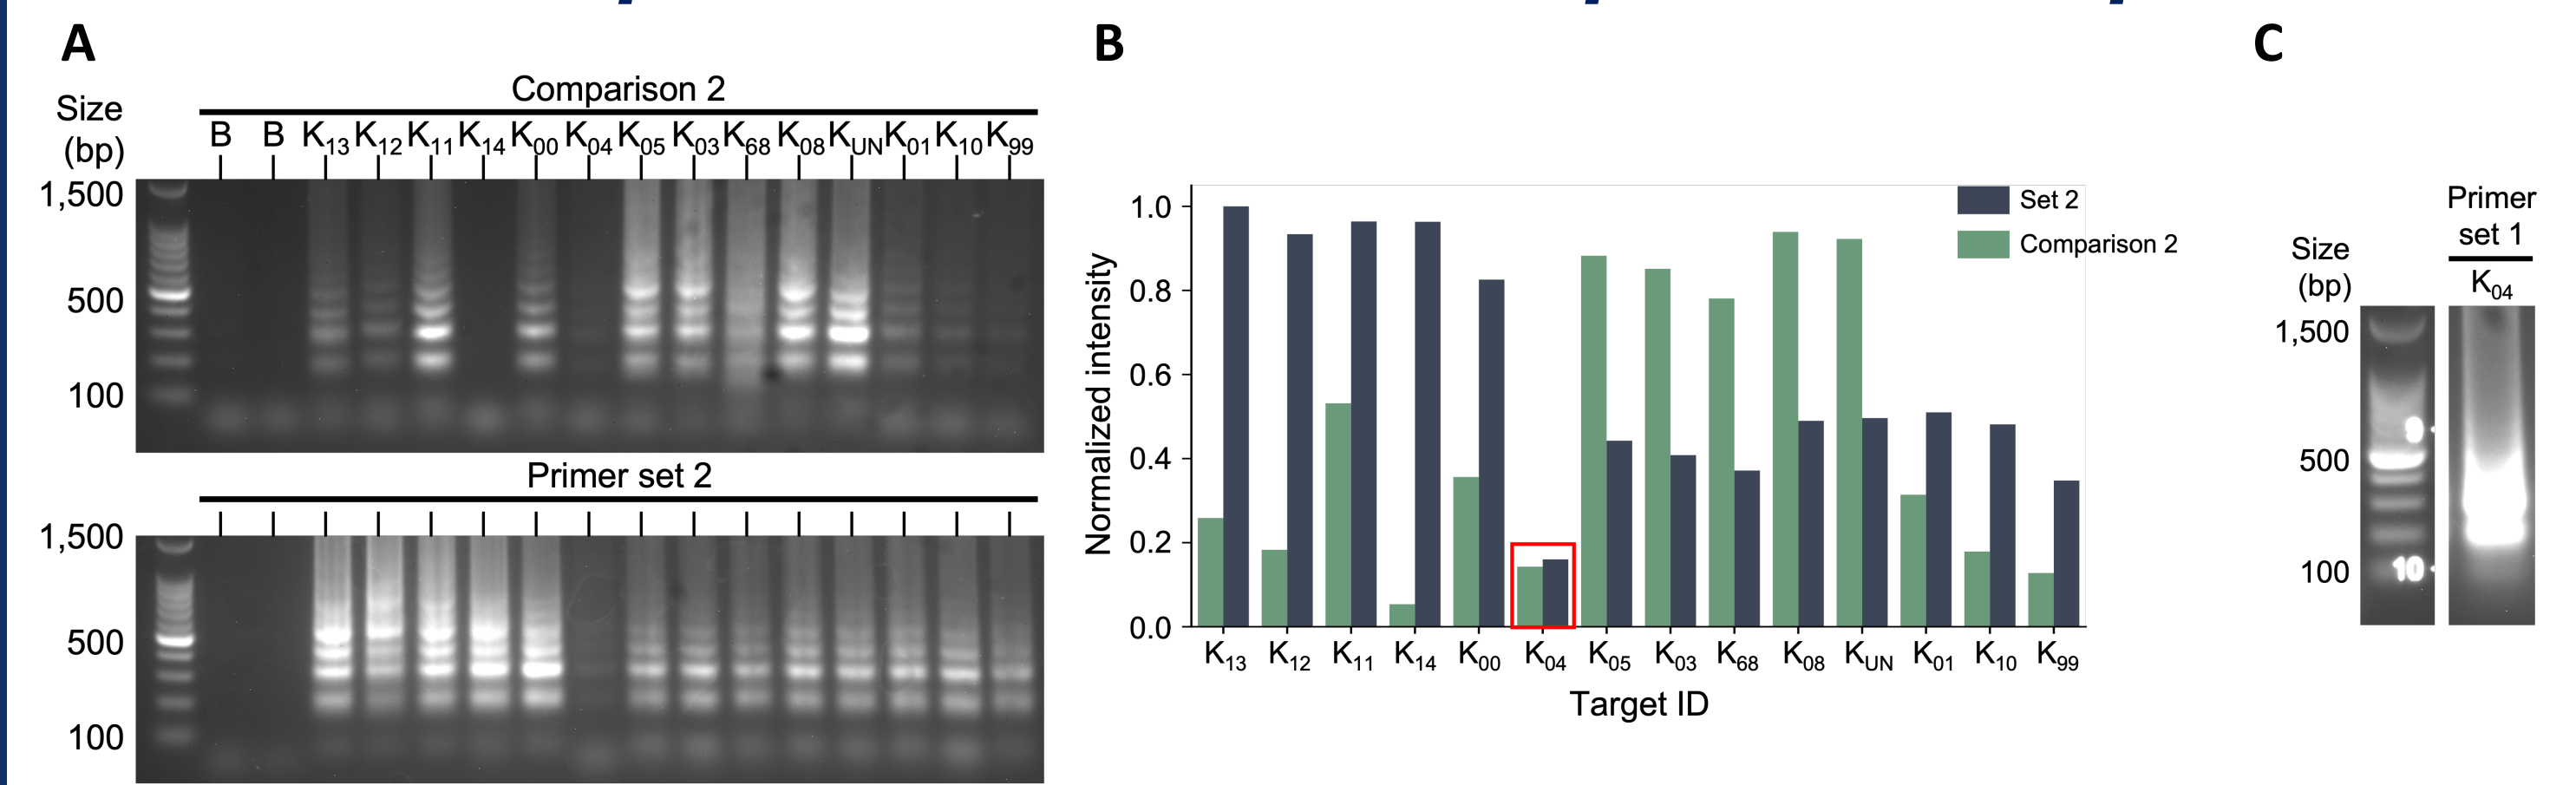 A
Comparison 2
Size
(bp)
B B K13 K12 K11 K14 K00 K04 K05 K03 K68 K08 KUN K01 K10 K99
1,500
500
100
Primer set 2
1,500
500
100
B
Set 2
Comparison 2
Normalized intensity
1.0
0.8
0.6
0.4
0.2
0.0
K13 K12 K11 K14 K00 K04 K05 K03 K68 K08 KUN K01 K10 K99
Target ID
C
Primer
set 1
Size
(bp)
K04
1,500
9
500
100
10